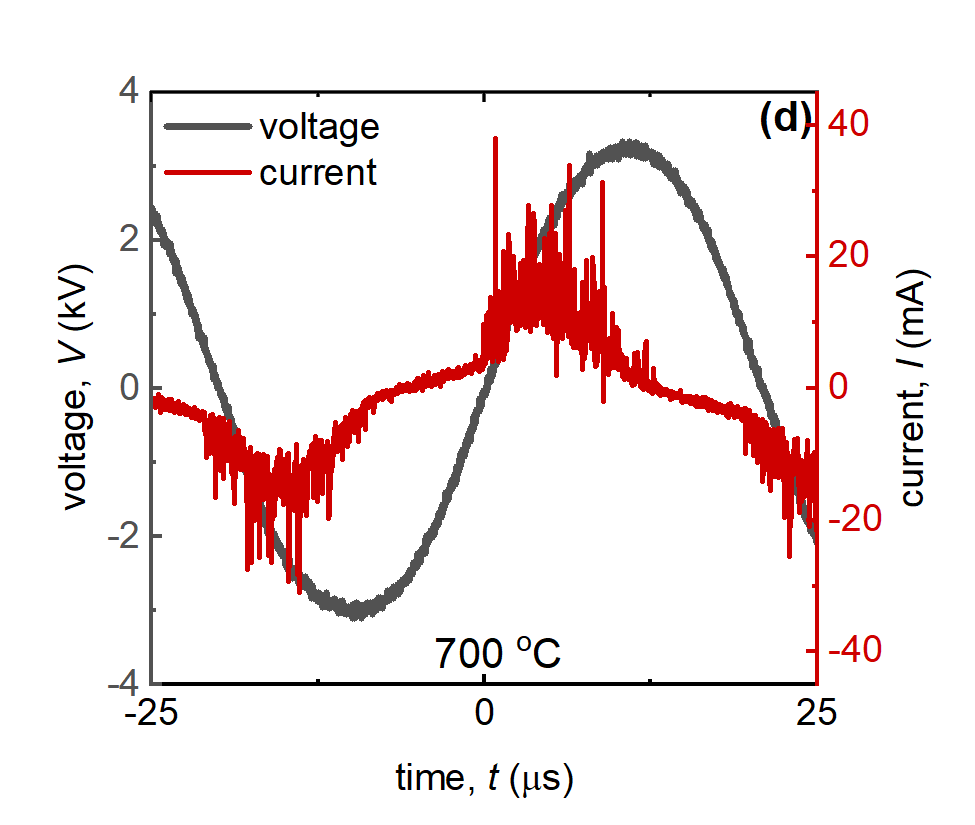 (d)
voltage
current
4
2
0
-2
-4
voltage, V (kV)
40
20
0
-20
-40
current, I (mA)
700 °C
-25
0
25
time, t (μs)